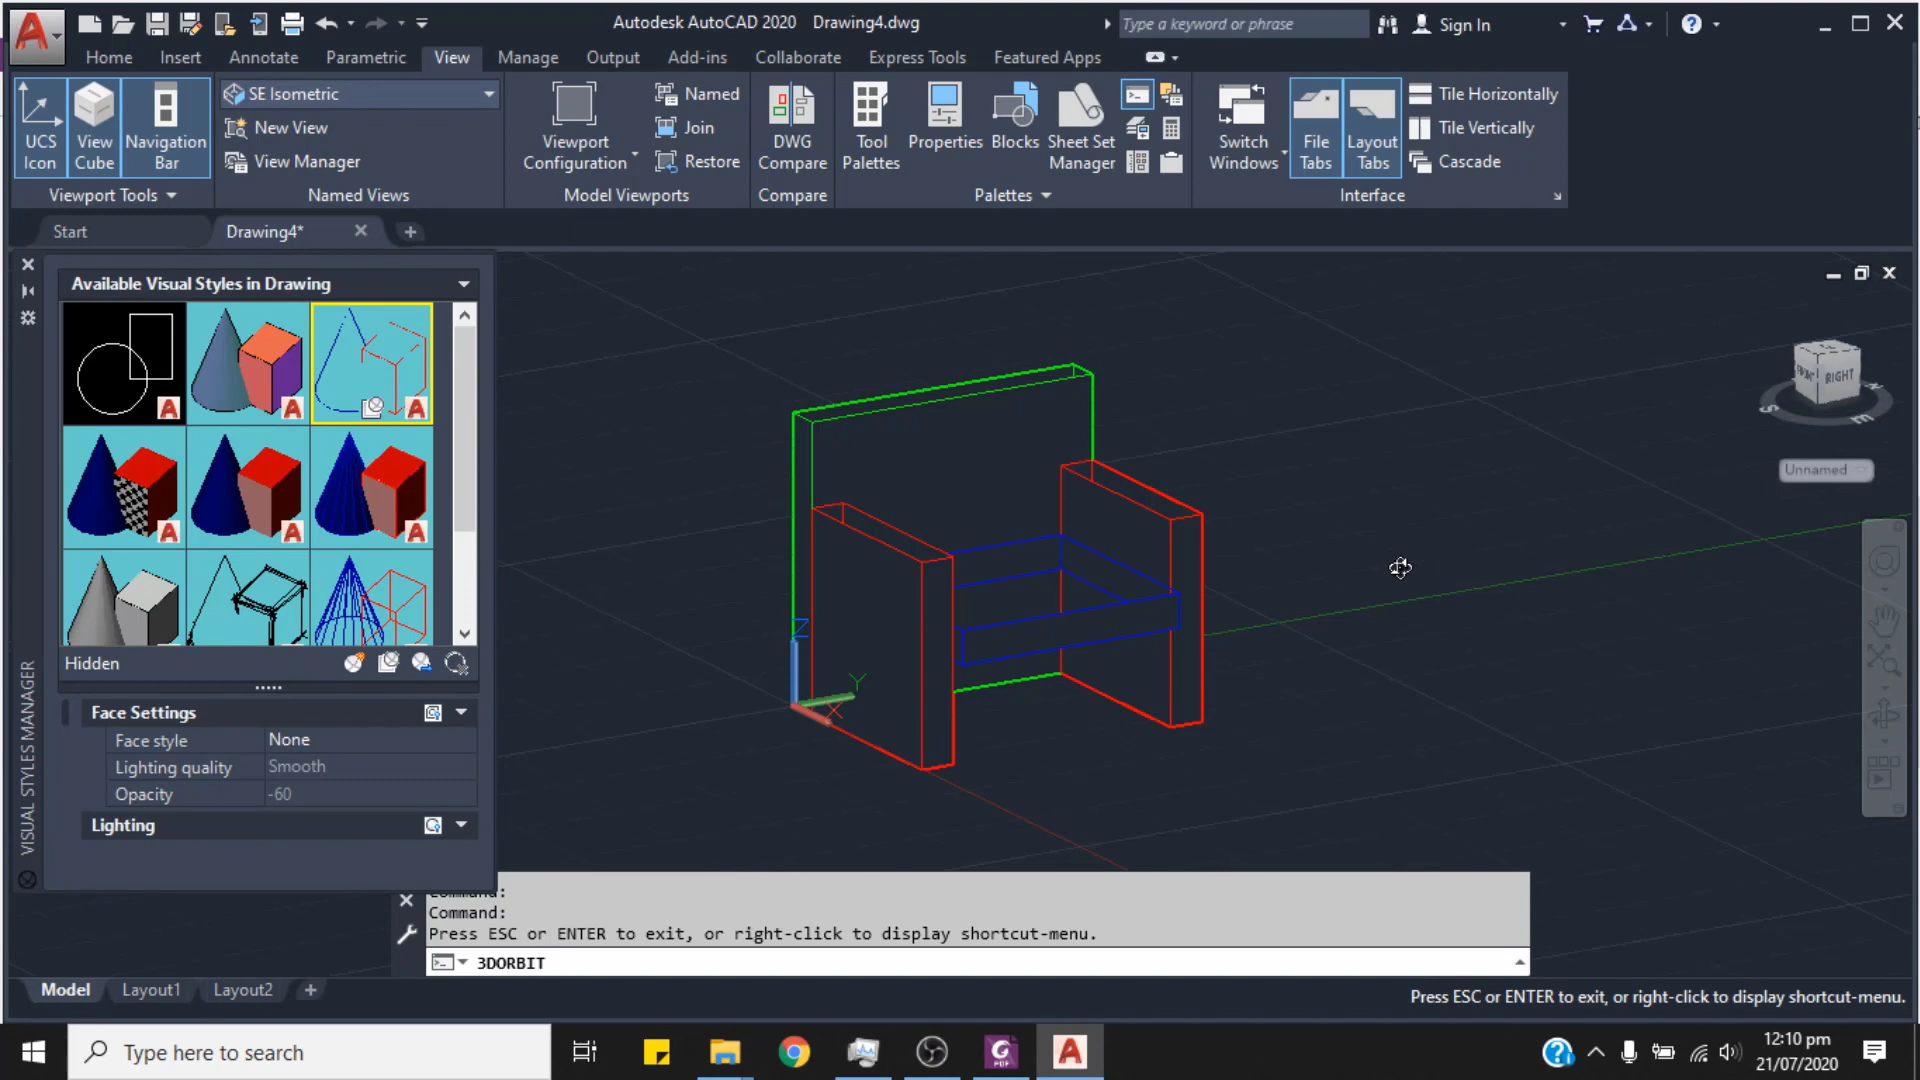 Autodesk AutoCAD 2020 Drawing4.dwg
Type a keyword or phrase
Sign In
Home Insert Annotate Parametric View Manage Output Add-ins Collaborate Express Tools Featured Apps
UCS Icon
View Cube
Navigation Bar
Viewport Tools
SE Isometric
New View
View Manager
Named Views
Viewport Configuration
Named
Join
Restore
Model Viewports
DWG Compare
Compare
Tool Palettes
Properties
Blocks
Sheet Set Manager
Palettes
Switch Windows
File Tabs
Layout Tabs
Tile Horizontally
Tile Vertically
Cascade
Interface
Start
Drawing4*
Available Visual Styles in Drawing
Hidden
Face Settings
Face style None
Lighting quality Smooth
Opacity -60
Lighting
VISUAL STYLES MANAGER
RIGHT
S
E
Unnamed
Z
Y
X
Command:
Command:
Press ESC or ENTER to exit, or right-click to display shortcut-menu.
3DORBIT
Model Layout1 Layout2
Press ESC or ENTER to exit, or right-click to display shortcut-menu.
Type here to search
12:10 pm
21/07/2020